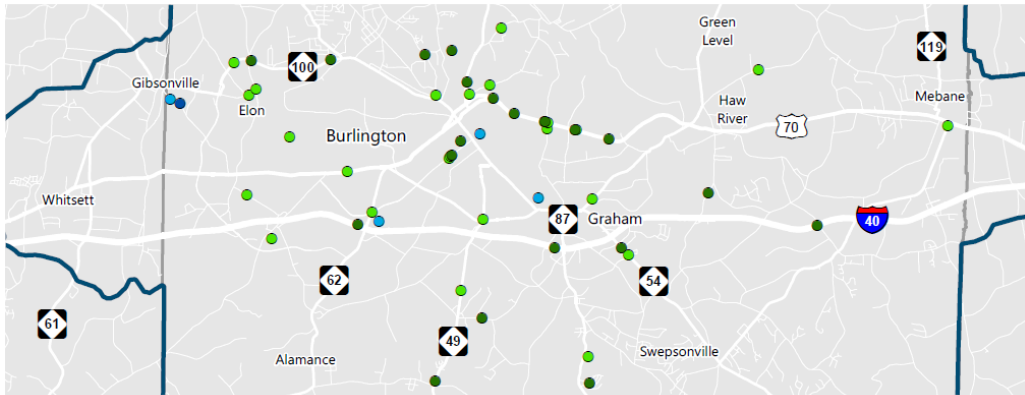 Green
Level
119
100
Gibsonville
Mebane
Elon
Haw
River
70
Burlington
Whitsett
87
Graham
40
62
54
61
49
Swepsonville
Alamance